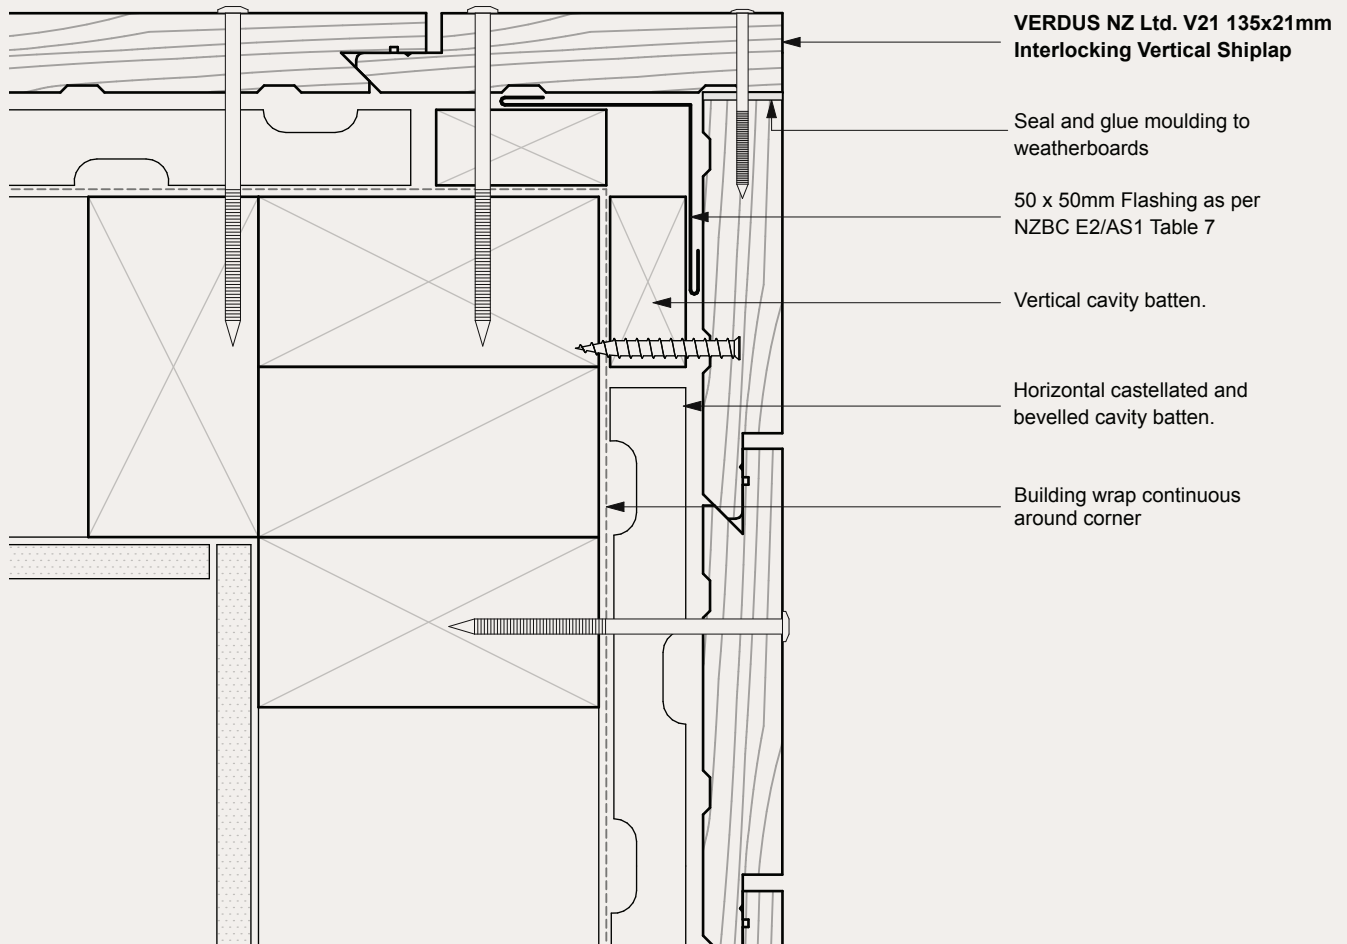 VERDUS NZ Ltd. V21 135x21mm
Interlocking Vertical Shiplap
Seal and glue moulding to
weatherboards
50 x 50mm Flashing as per
NZBC E2/AS1 Table 7
Vertical cavity batten.
Horizontal castellated and
bevelled cavity batten.
Building wrap continuous
around corner